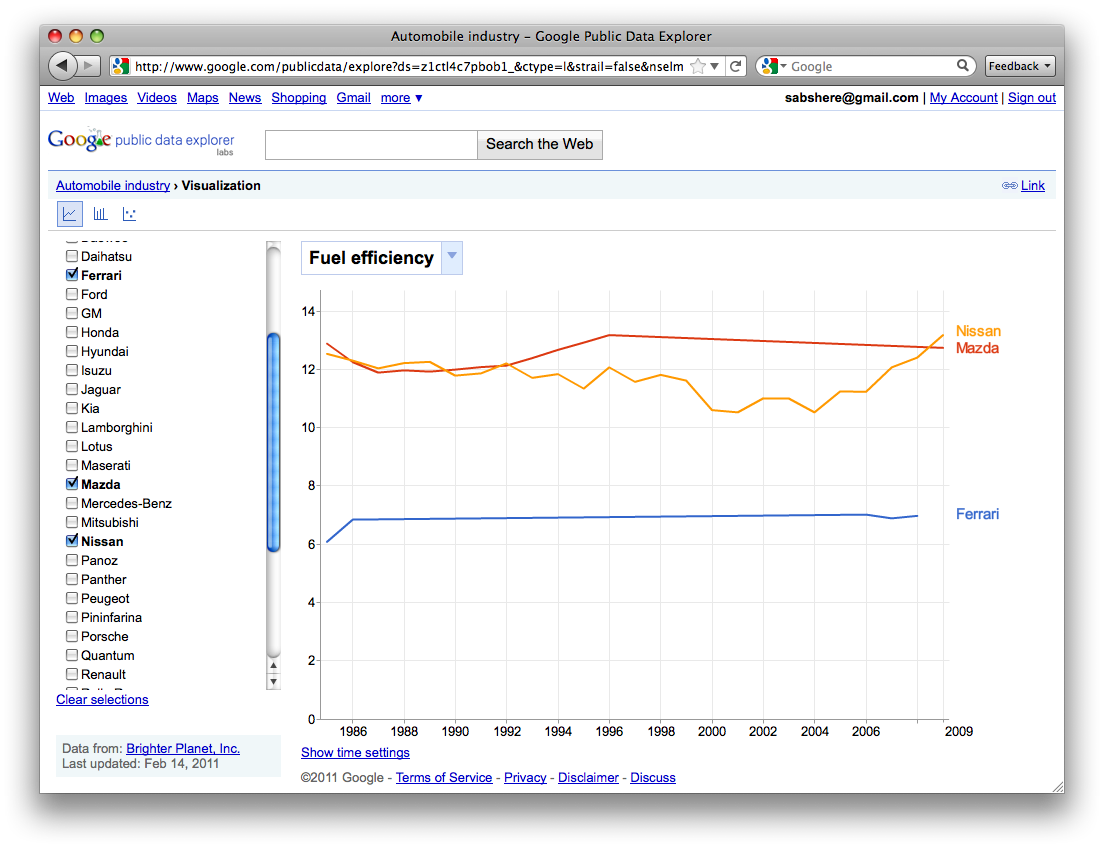 Automobile industry – Google Public Data Explorer
http://www.google.com/publicdata/explore?ds=z1ctl4c7pbob1_&ctype=l&strail=false&nselm
Google
Feedback ▼
Web Images Videos Maps News Shopping Gmail more ▼
sabshere@gmail.com | My Account | Sign out
Google public data explorer
labs
Search the Web
Automobile industry › Visualization
Link
Daihatsu
Ferrari
Ford
GM
Honda
Hyundai
Isuzu
Jaguar
Kia
Lamborghini
Lotus
Maserati
Mazda
Mercedes-Benz
Mitsubishi
Nissan
Panoz
Panther
Peugeot
Pininfarina
Porsche
Quantum
Renault
Clear selections
Data from: Brighter Planet, Inc.
Last updated: Feb 14, 2011
Fuel efficiency
14
12
10
8
6
4
2
0
Nissan
Mazda
Ferrari
1986 1988 1990 1992 1994 1996 1998 2000 2002 2004 2006 2009
Show time settings
©2011 Google - Terms of Service - Privacy - Disclaimer - Discuss